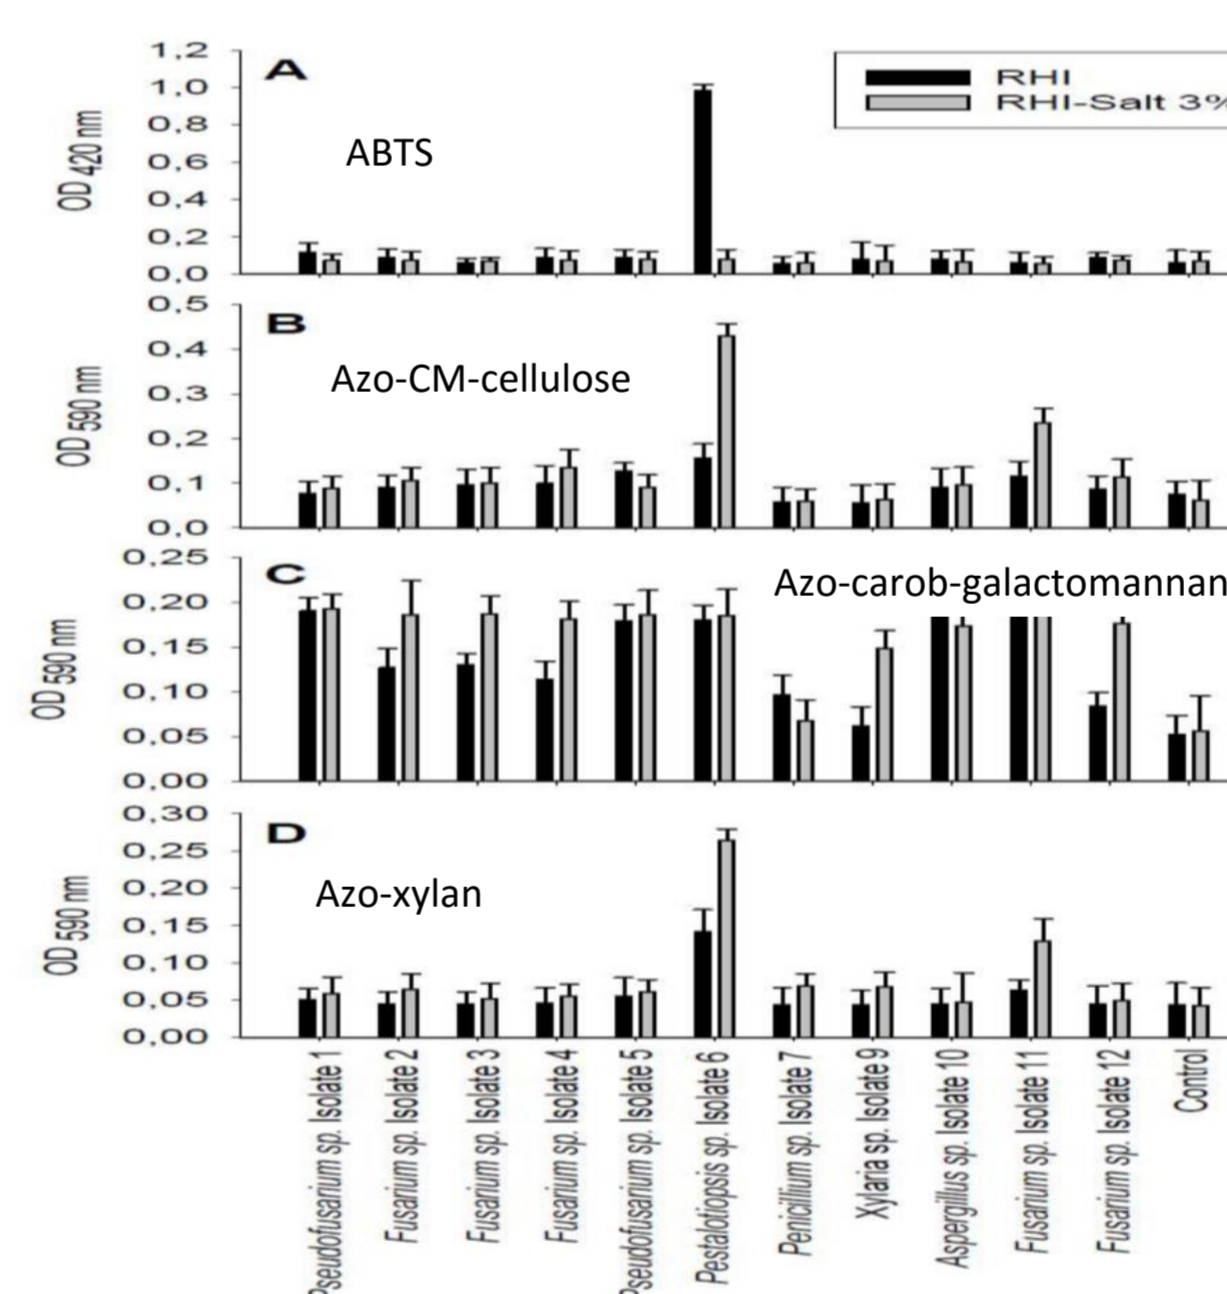 A
ABTS
RHI
RHI-Salt 3%
OD 420 nm
1,2
1,0
0,8
0,6
0,4
0,2
0,0
B
Azo-CM-cellulose
OD 590 nm
0,5
0,4
0,3
0,2
0,1
0,0
C
Azo-carob-galactomannan
OD 590 nm
0,25
0,20
0,15
0,10
0,05
0,00
D
Azo-xylan
OD 590 nm
0,30
0,25
0,20
0,15
0,10
0,05
0,00
Pseudofusarium sp. Isolate 1
Fusarium sp. Isolate 2
Fusarium sp. Isolate 3
Fusarium sp. Isolate 4
Pseudofusarium sp. Isolate 5
Pestalotiopsis sp. Isolate 6
Penicillium sp. Isolate 7
Xylaria sp. Isolate 9
Aspergillus sp. Isolate 10
Fusarium sp. Isolate 11
Fusarium sp. Isolate 12
Control